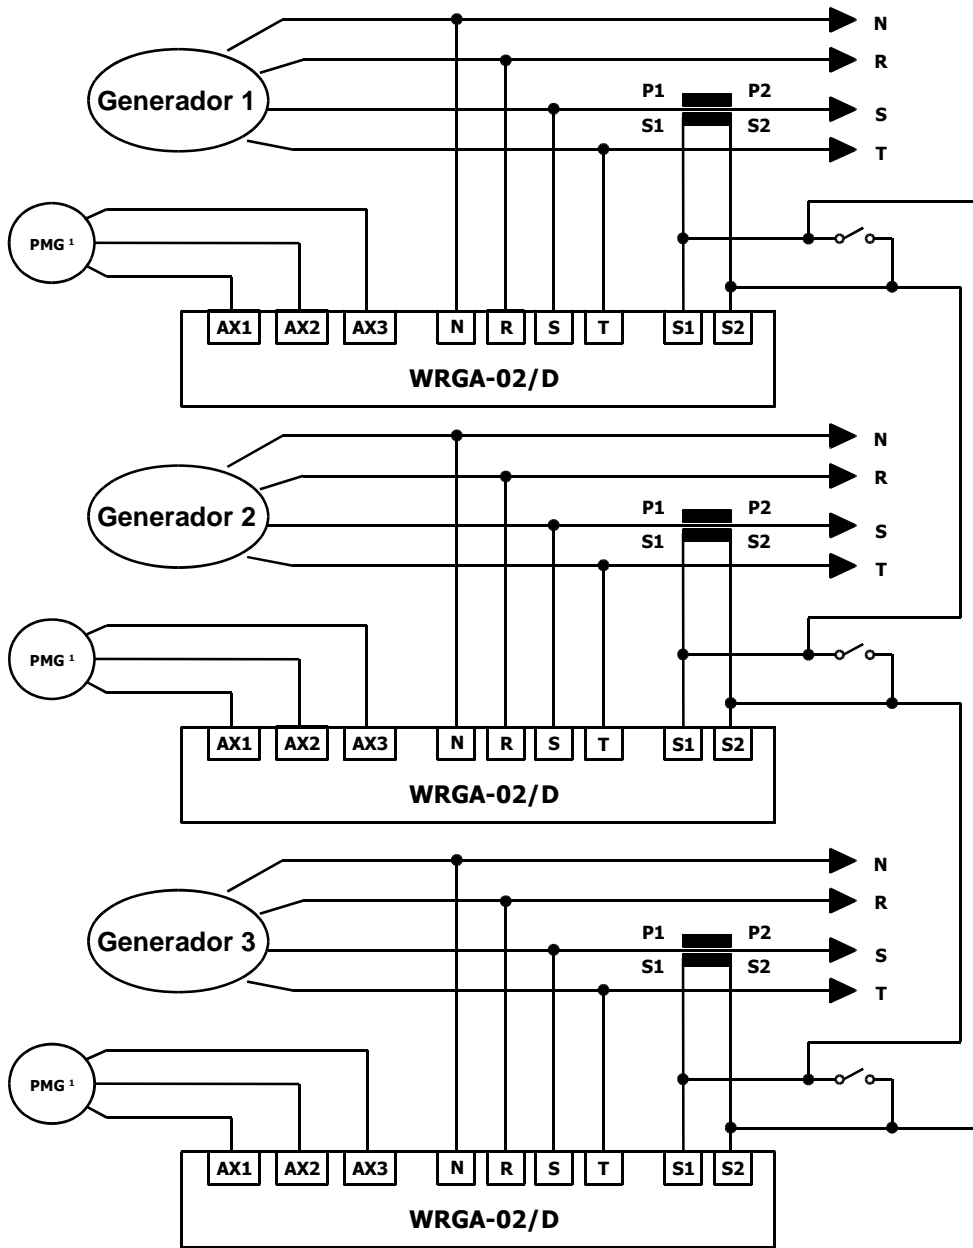 N
R
Generador 1
P1 P2
S
S1 S2
T
PMG ¹
AX1 AX2 AX3 N R S T S1 S2
WRGA-02/D
N
R
P1 P2
Generador 2
S
S1 S2
T
PMG ¹
AX1 AX2 AX3 N R S T S1 S2
WRGA-02/D
N
R
P1 P2
Generador 3
S
S1 S2
T
PMG ¹
AX1 AX2 AX3 N R S T S1 S2
WRGA-02/D